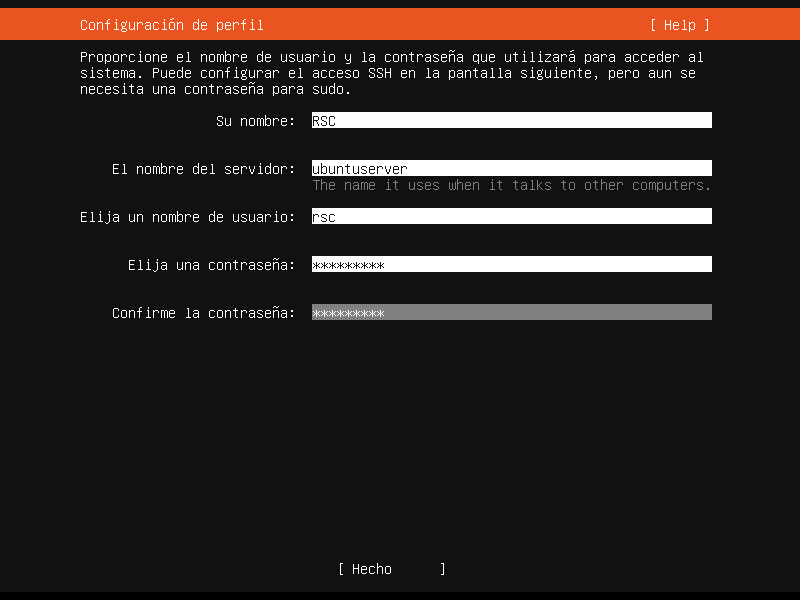 Configuración de perfil [ Help ]
Proporcione el nombre de usuario y la contraseña que utilizará para acceder al
sistema. Puede configurar el acceso SSH en la pantalla siguiente, pero aun se
necesita una contraseña para sudo.
Su nombre: RSC
El nombre del servidor: ubuntuserver
The name it uses when it talks to other computers.
Elija un nombre de usuario: rsc
Elija una contraseña: *********
Confirme la contraseña: *********
[ Hecho ]